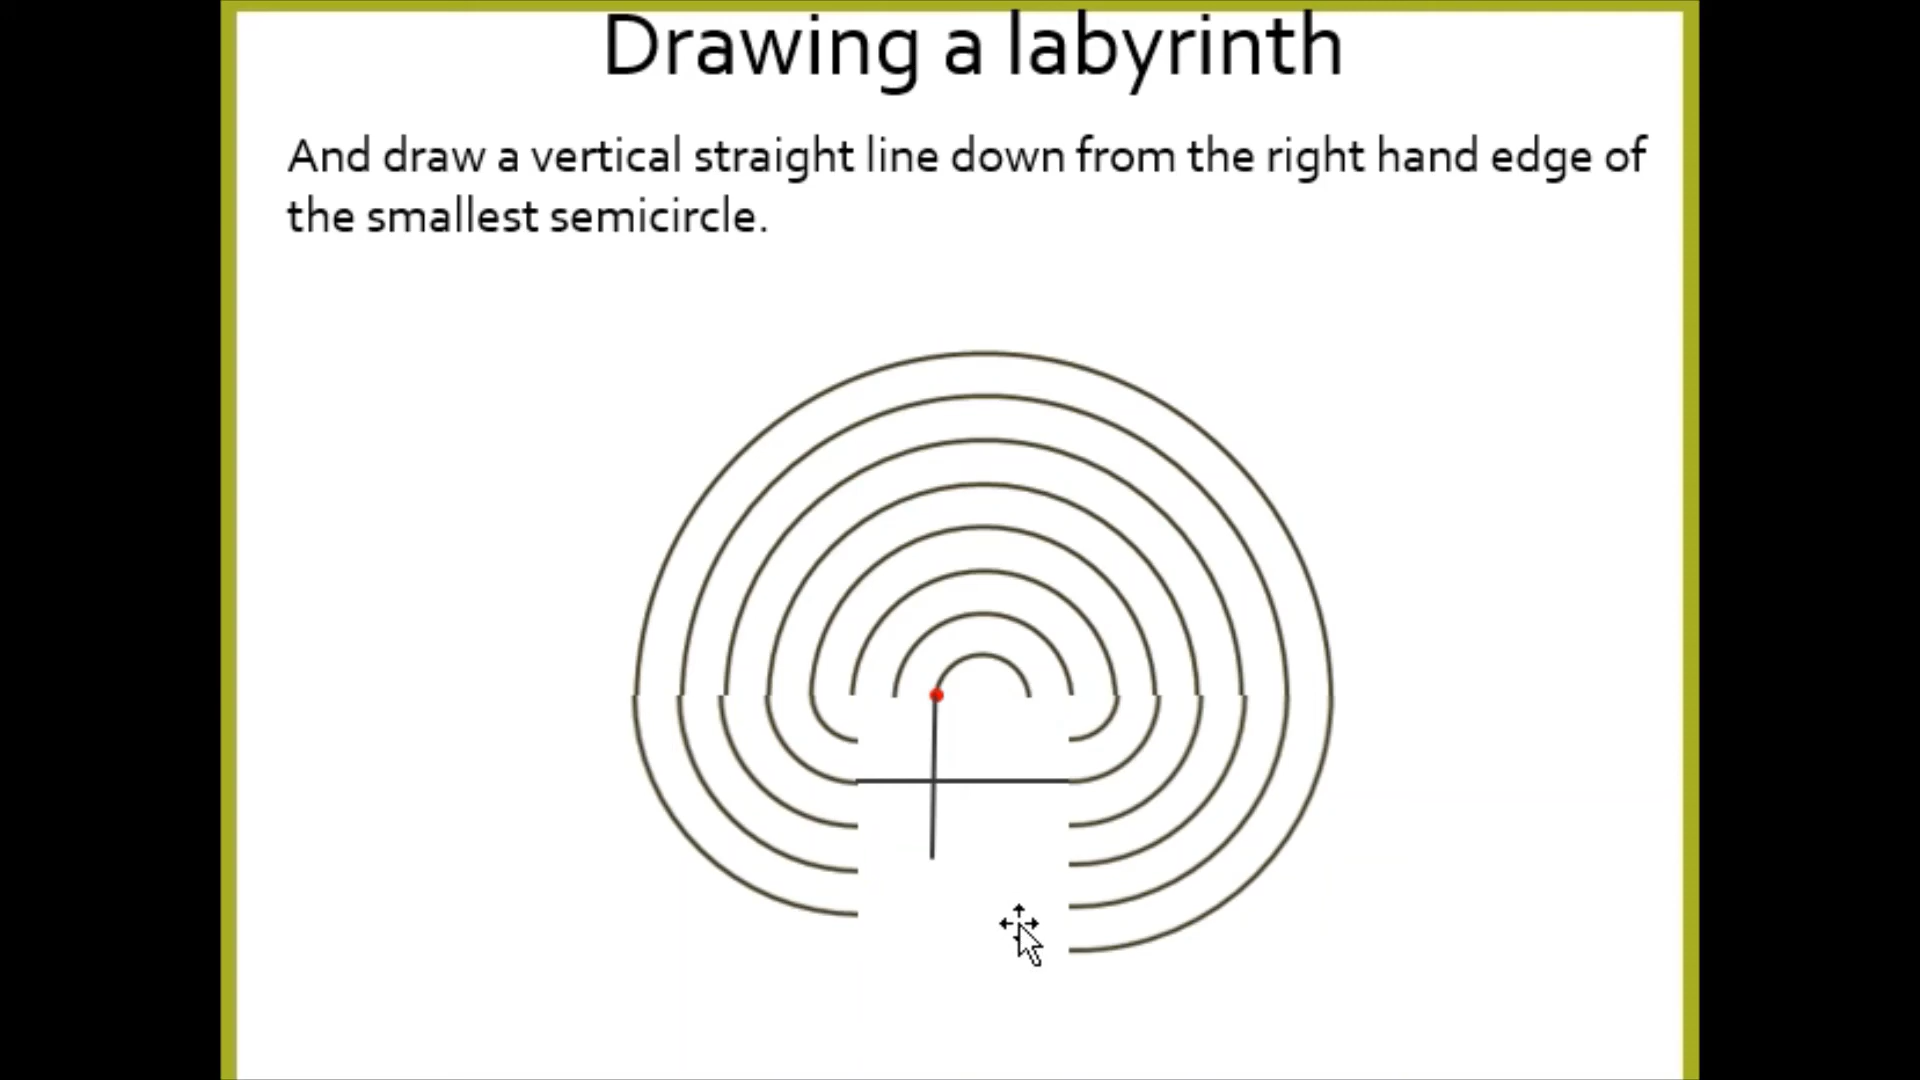 Drawing a labyrinth
And draw a vertical straight line down from the right hand edge of
the smallest semicircle.